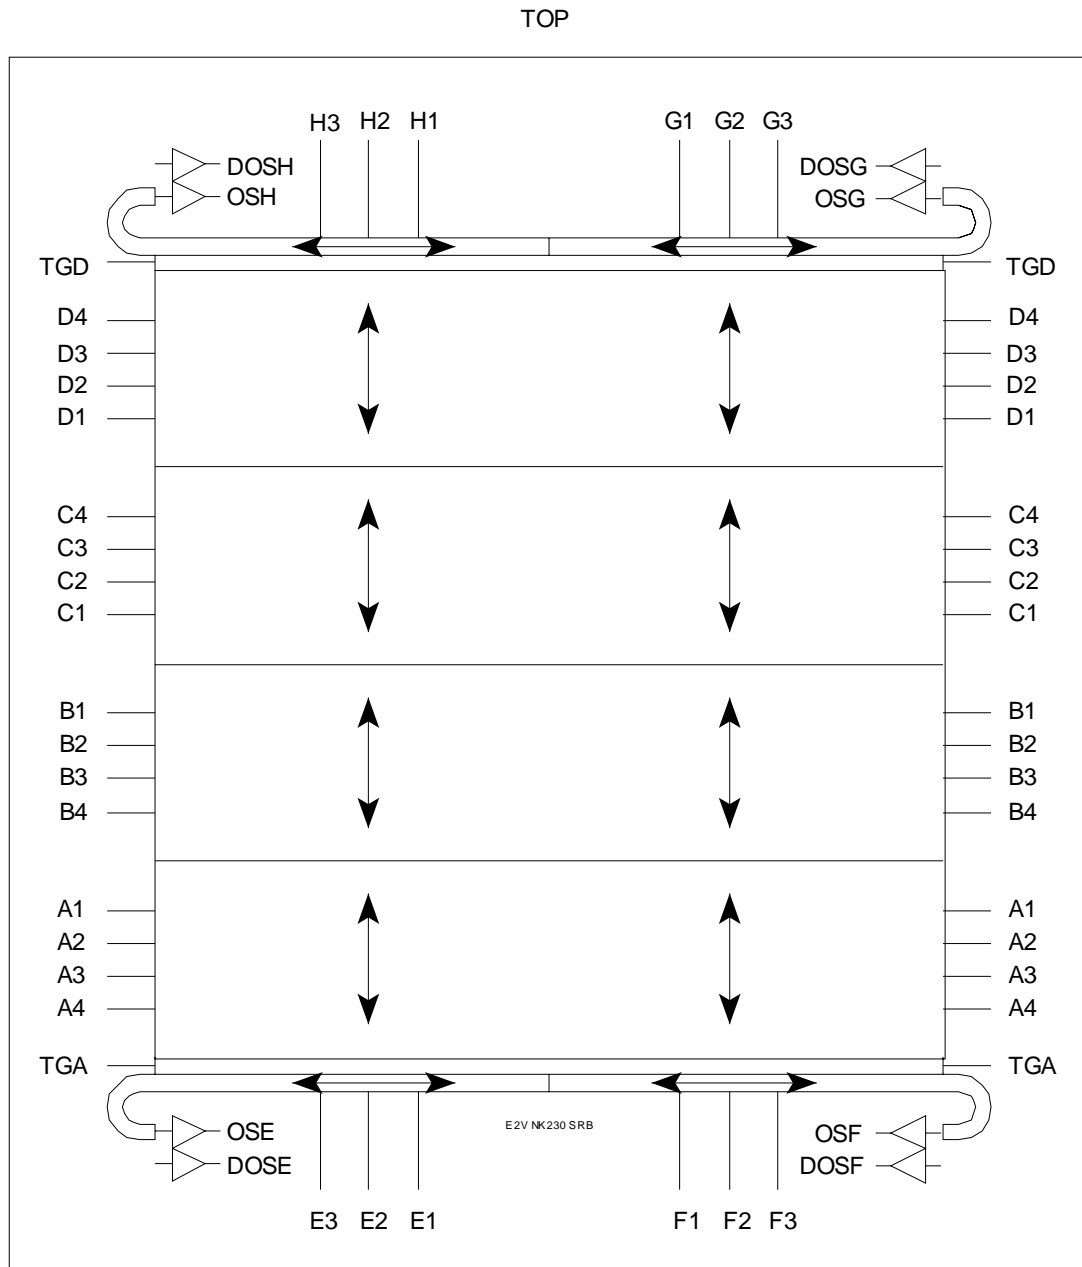 TOP
H3 H2 H1 G1 G2 G3
DOSH DOSG
OSH OSG
TGD TGD
D4 D4
D3 D3
D2 D2
D1 D1
C4 C4
C3 C3
C2 C2
C1 C1
B1 B1
B2 B2
B3 B3
B4 B4
A1 A1
A2 A2
A3 A3
A4 A4
TGA TGA
E2V NK230 SRB
OSE OSF
DOSE DOSF
E3 E2 E1 F1 F2 F3